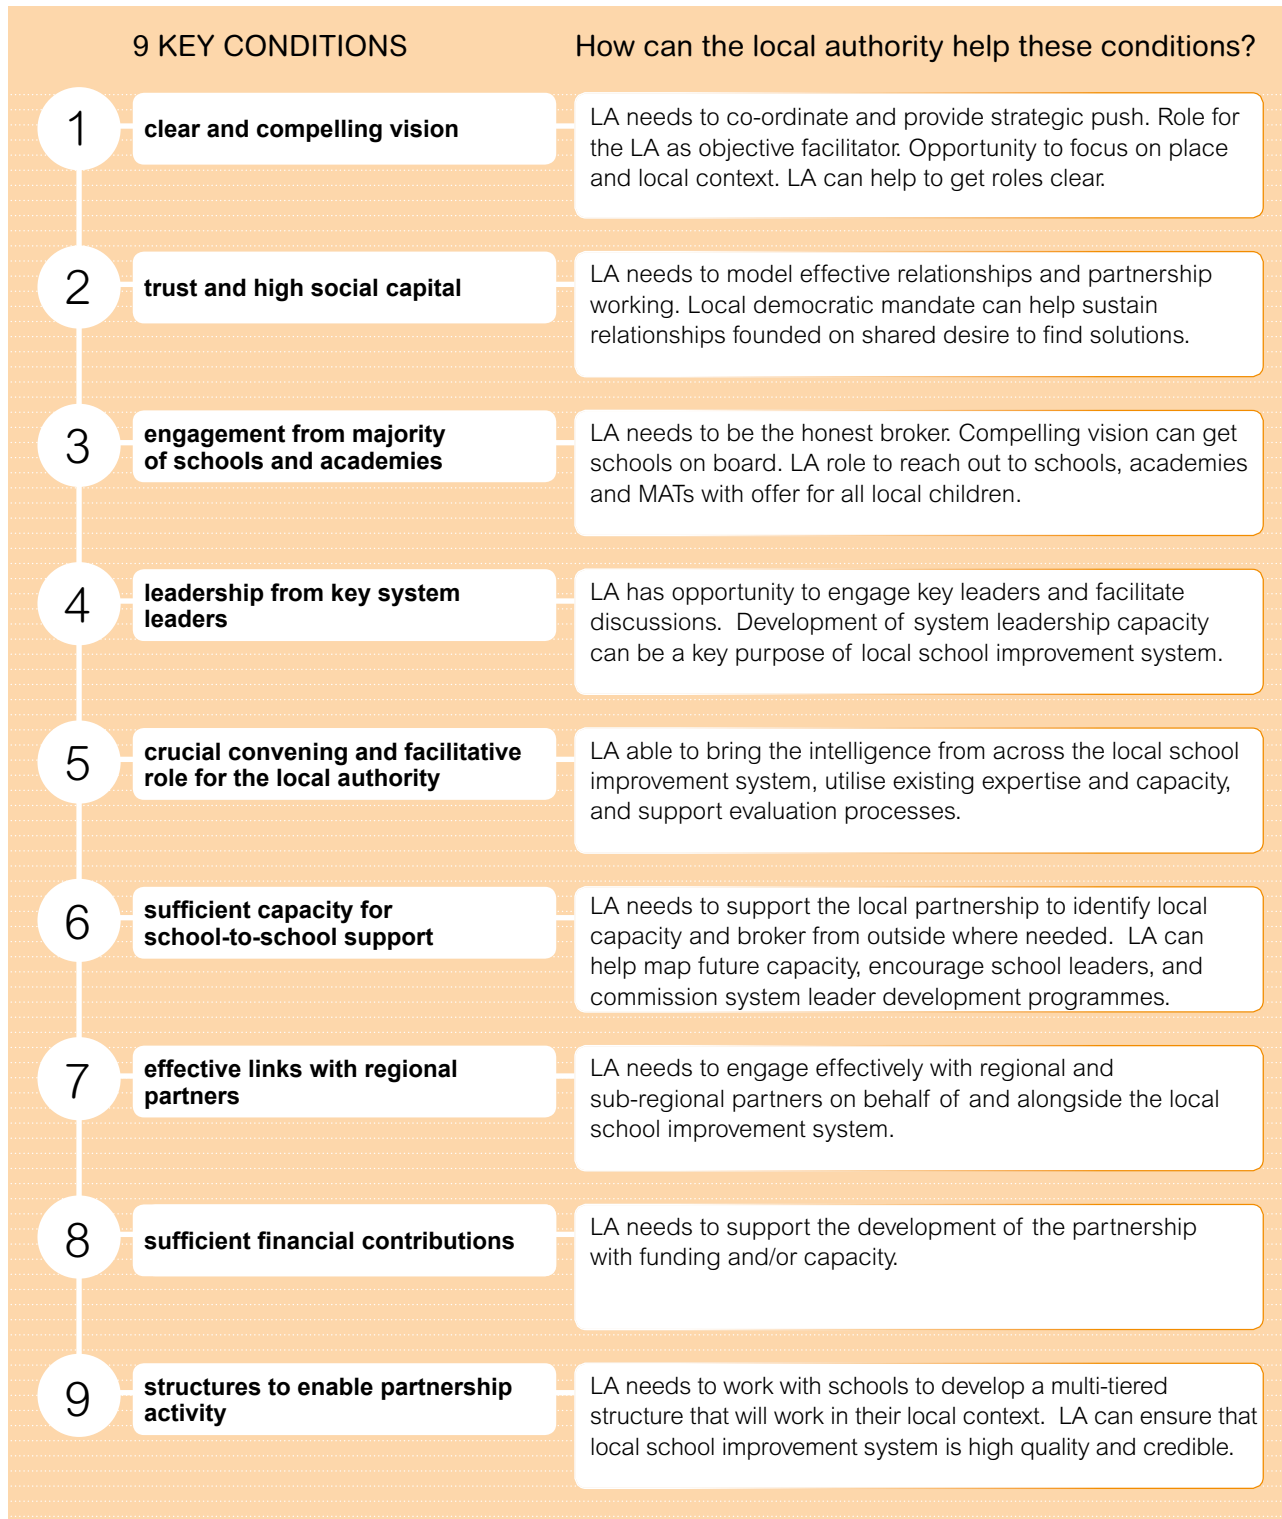 9 KEY CONDITIONS
How can the local authority help these conditions?
1
clear and compelling vision
LA needs to co-ordinate and provide strategic push. Role for
the LA as objective facilitator. Opportunity to focus on place
and local context. LA can help to get roles clear.
2
trust and high social capital
LA needs to model effective relationships and partnership
working. Local democratic mandate can help sustain
relationships founded on shared desire to find solutions.
3
engagement from majority
of schools and academies
LA needs to be the honest broker. Compelling vision can get
schools on board. LA role to reach out to schools, academies
and MATs with offer for all local children.
4
leadership from key system
leaders
LA has opportunity to engage key leaders and facilitate
discussions.  Development of system leadership capacity
can be a key purpose of local school improvement system.
5
crucial convening and facilitative
role for the local authority
LA able to bring the intelligence from across the local school
improvement system, utilise existing expertise and capacity,
and support evaluation processes.
6
sufficient capacity for
school-to-school support
LA needs to support the local partnership to identify local
capacity and broker from outside where needed.  LA can
help map future capacity, encourage school leaders, and
commission system leader development programmes.
7
effective links with regional
partners
LA needs to engage effectively with regional and
sub-regional partners on behalf of and alongside the local
school improvement system.
8
sufficient financial contributions
LA needs to support the development of the partnership
with funding and/or capacity.
9
structures to enable partnership
activity
LA needs to work with schools to develop a multi-tiered
structure that will work in their local context.  LA can ensure that
local school improvement system is high quality and credible.